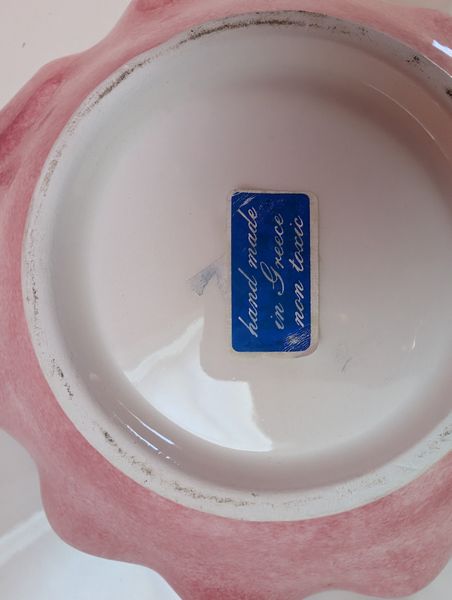 hand made
in Greece
non toxic